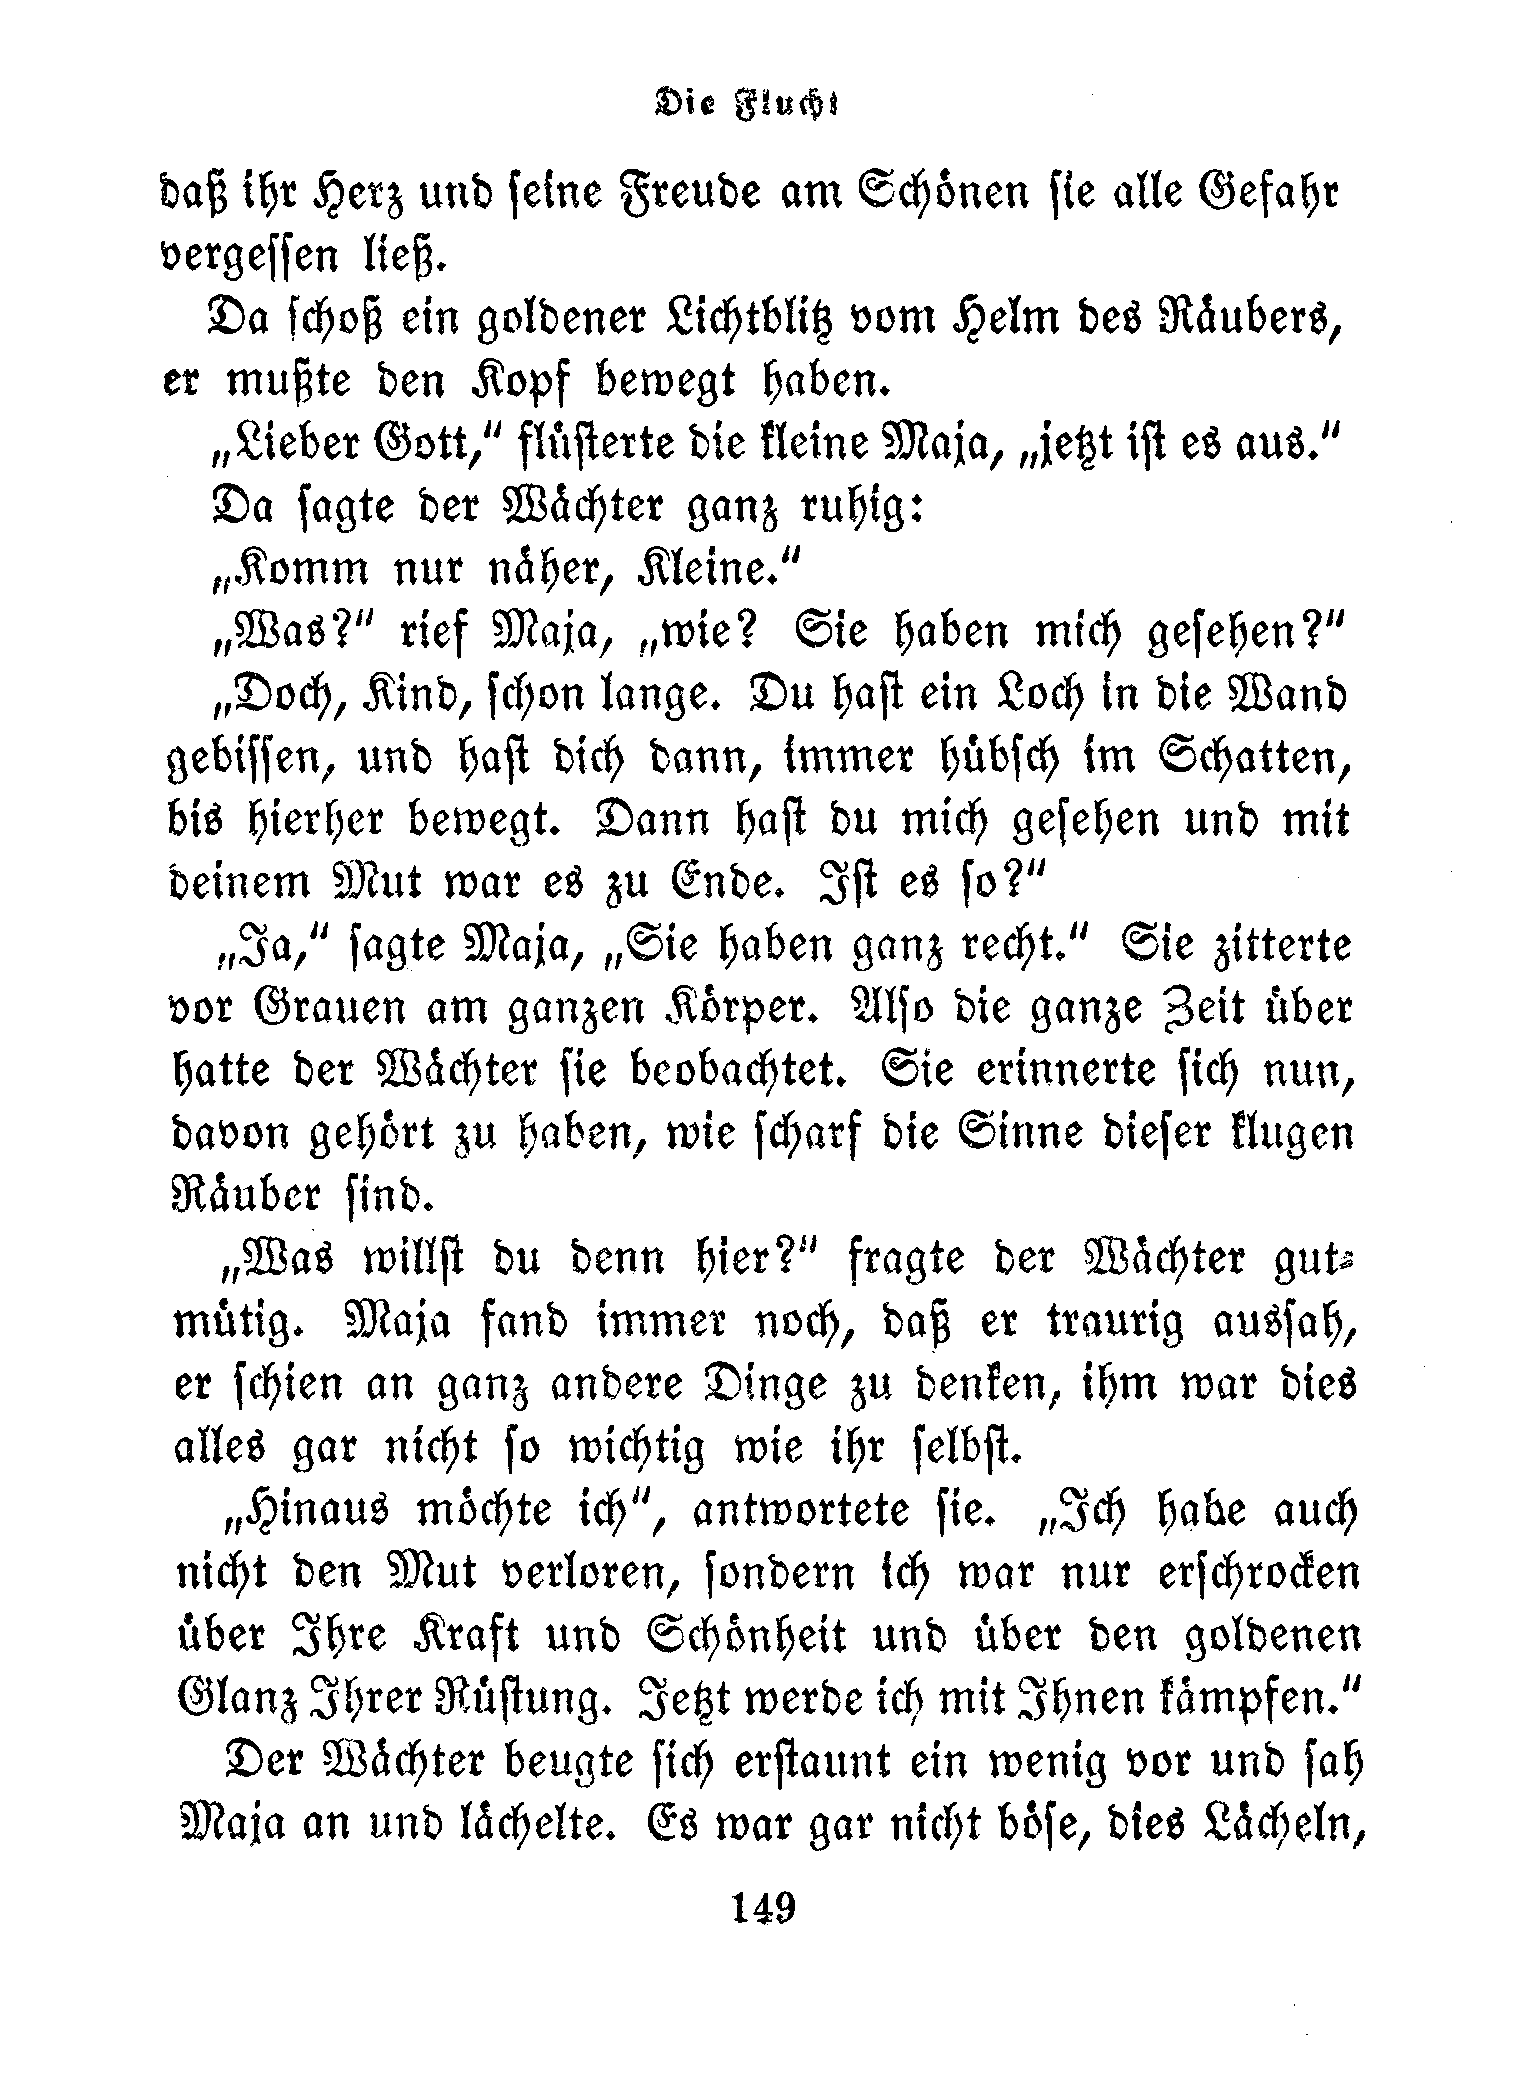 Die Flucht
daß ihr Herz und seine Freude am Schönen sie alle Gefahr
vergessen ließ.
Da schoß ein goldener Lichtblitz vom Helm des Räubers,
er mußte den Kopf bewegt haben.
„Lieber Gott,“ flüsterte die kleine Maja, „jetzt ist es aus.“
Da sagte der Wächter ganz ruhig:
„Komm nur näher, Kleine.“
„Was?“ rief Maja, „wie? Sie haben mich gesehen?“
„Doch, Kind, schon lange. Du hast ein Loch in die Wand
gebissen, und hast dich dann, immer hübsch im Schatten,
bis hierher bewegt. Dann hast du mich gesehen und mit
deinem Mut war es zu Ende. Ist es so?“
„Ja,“ sagte Maja, „Sie haben ganz recht.“ Sie zitterte
vor Grauen am ganzen Körper. Also die ganze Zeit über
hatte der Wächter sie beobachtet. Sie erinnerte sich nun,
davon gehört zu haben, wie scharf die Sinne dieser klugen
Räuber sind.
„Was willst du denn hier?“ fragte der Wächter gut-
mütig. Maja fand immer noch, daß er traurig aussah,
er schien an ganz andere Dinge zu denken, ihm war dies
alles gar nicht so wichtig wie ihr selbst.
„Hinaus möchte ich“, antwortete sie. „Ich habe auch
nicht den Mut verloren, sondern ich war nur erschrocken
über Ihre Kraft und Schönheit und über den goldenen
Glanz Ihrer Rüstung. Jetzt werde ich mit Ihnen kämpfen.“
Der Wächter beugte sich erstaunt ein wenig vor und sah
Maja an und lächelte. Es war gar nicht böse, dies Lächeln,
149